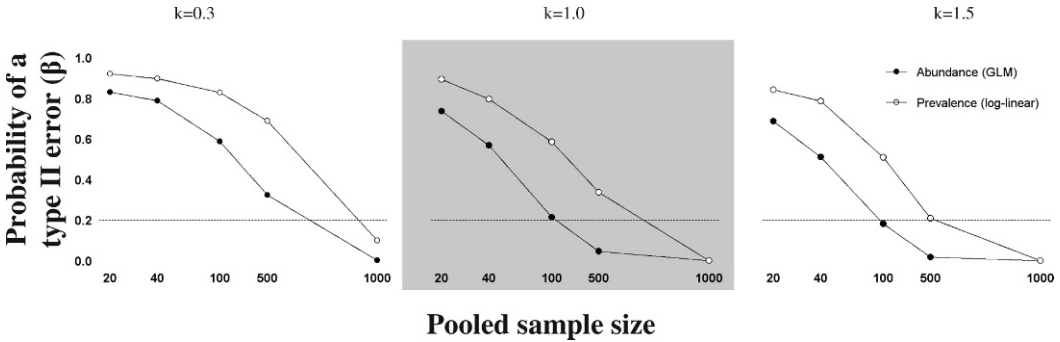 k=0.3 k=1.0 k=1.5
Probability of a
type II error (β)
1.0
0.8
0.6
0.4
0.2
0.0
Abundance (GLM)
Prevalence (log-linear)
20 40 100 500 1000 20 40 100 500 1000 20 40 100 500 1000
Pooled sample size